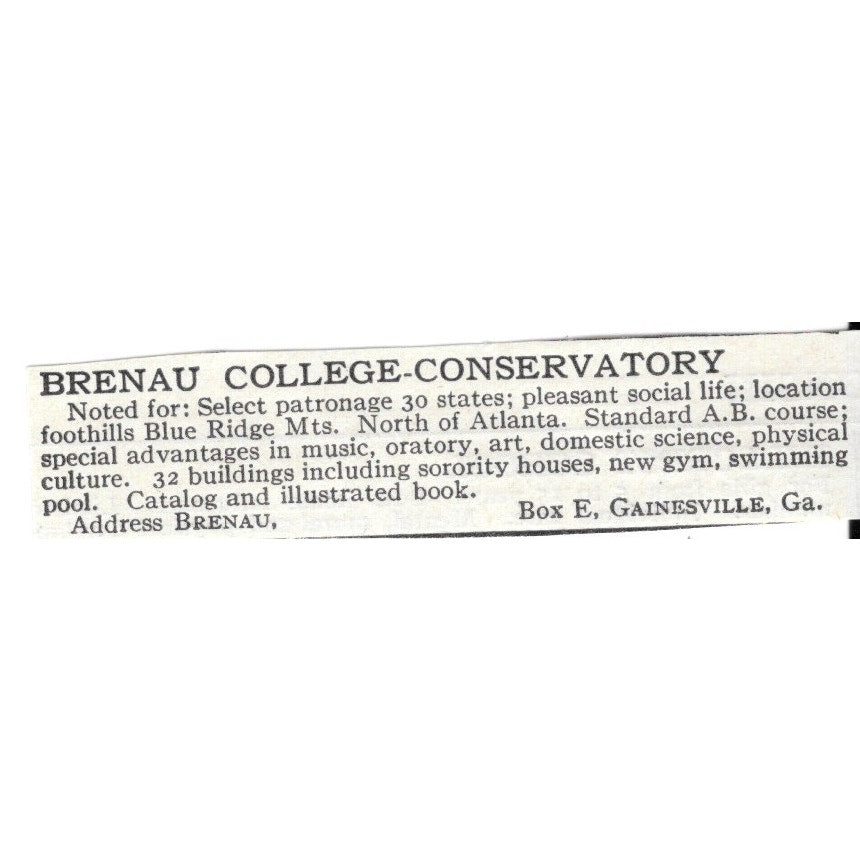 BRENAU COLLEGE-CONSERVATORY
Noted for: Select patronage 30 states; pleasant social life; location
foothills Blue Ridge Mts. North of Atlanta. Standard A.B. course;
special advantages in music, oratory, art, domestic science, physical
culture. 32 buildings including sorority houses, new gym, swimming
pool. Catalog and illustrated book.
Address BRENAU, Box E, GAINESVILLE, Ga.